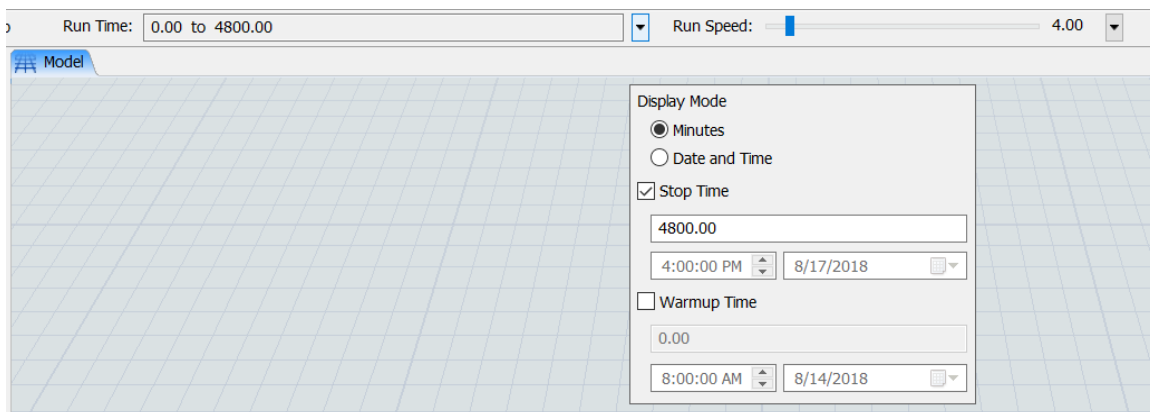 Run Time: 0.00 to 4800.00 Run Speed: 4.00
Model
Display Mode
Minutes
Date and Time
Stop Time
4800.00
4:00:00 PM 8/17/2018
Warmup Time
0.00
8:00:00 AM 8/14/2018